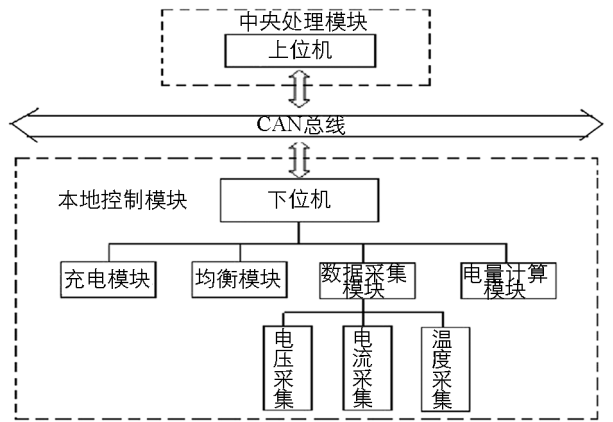 中央处理模块
上位机
CAN总线
本地控制模块
下位机
充电模块
均衡模块
数据采集
模块
电量计算
模块
电压采集
电流采集
温度采集